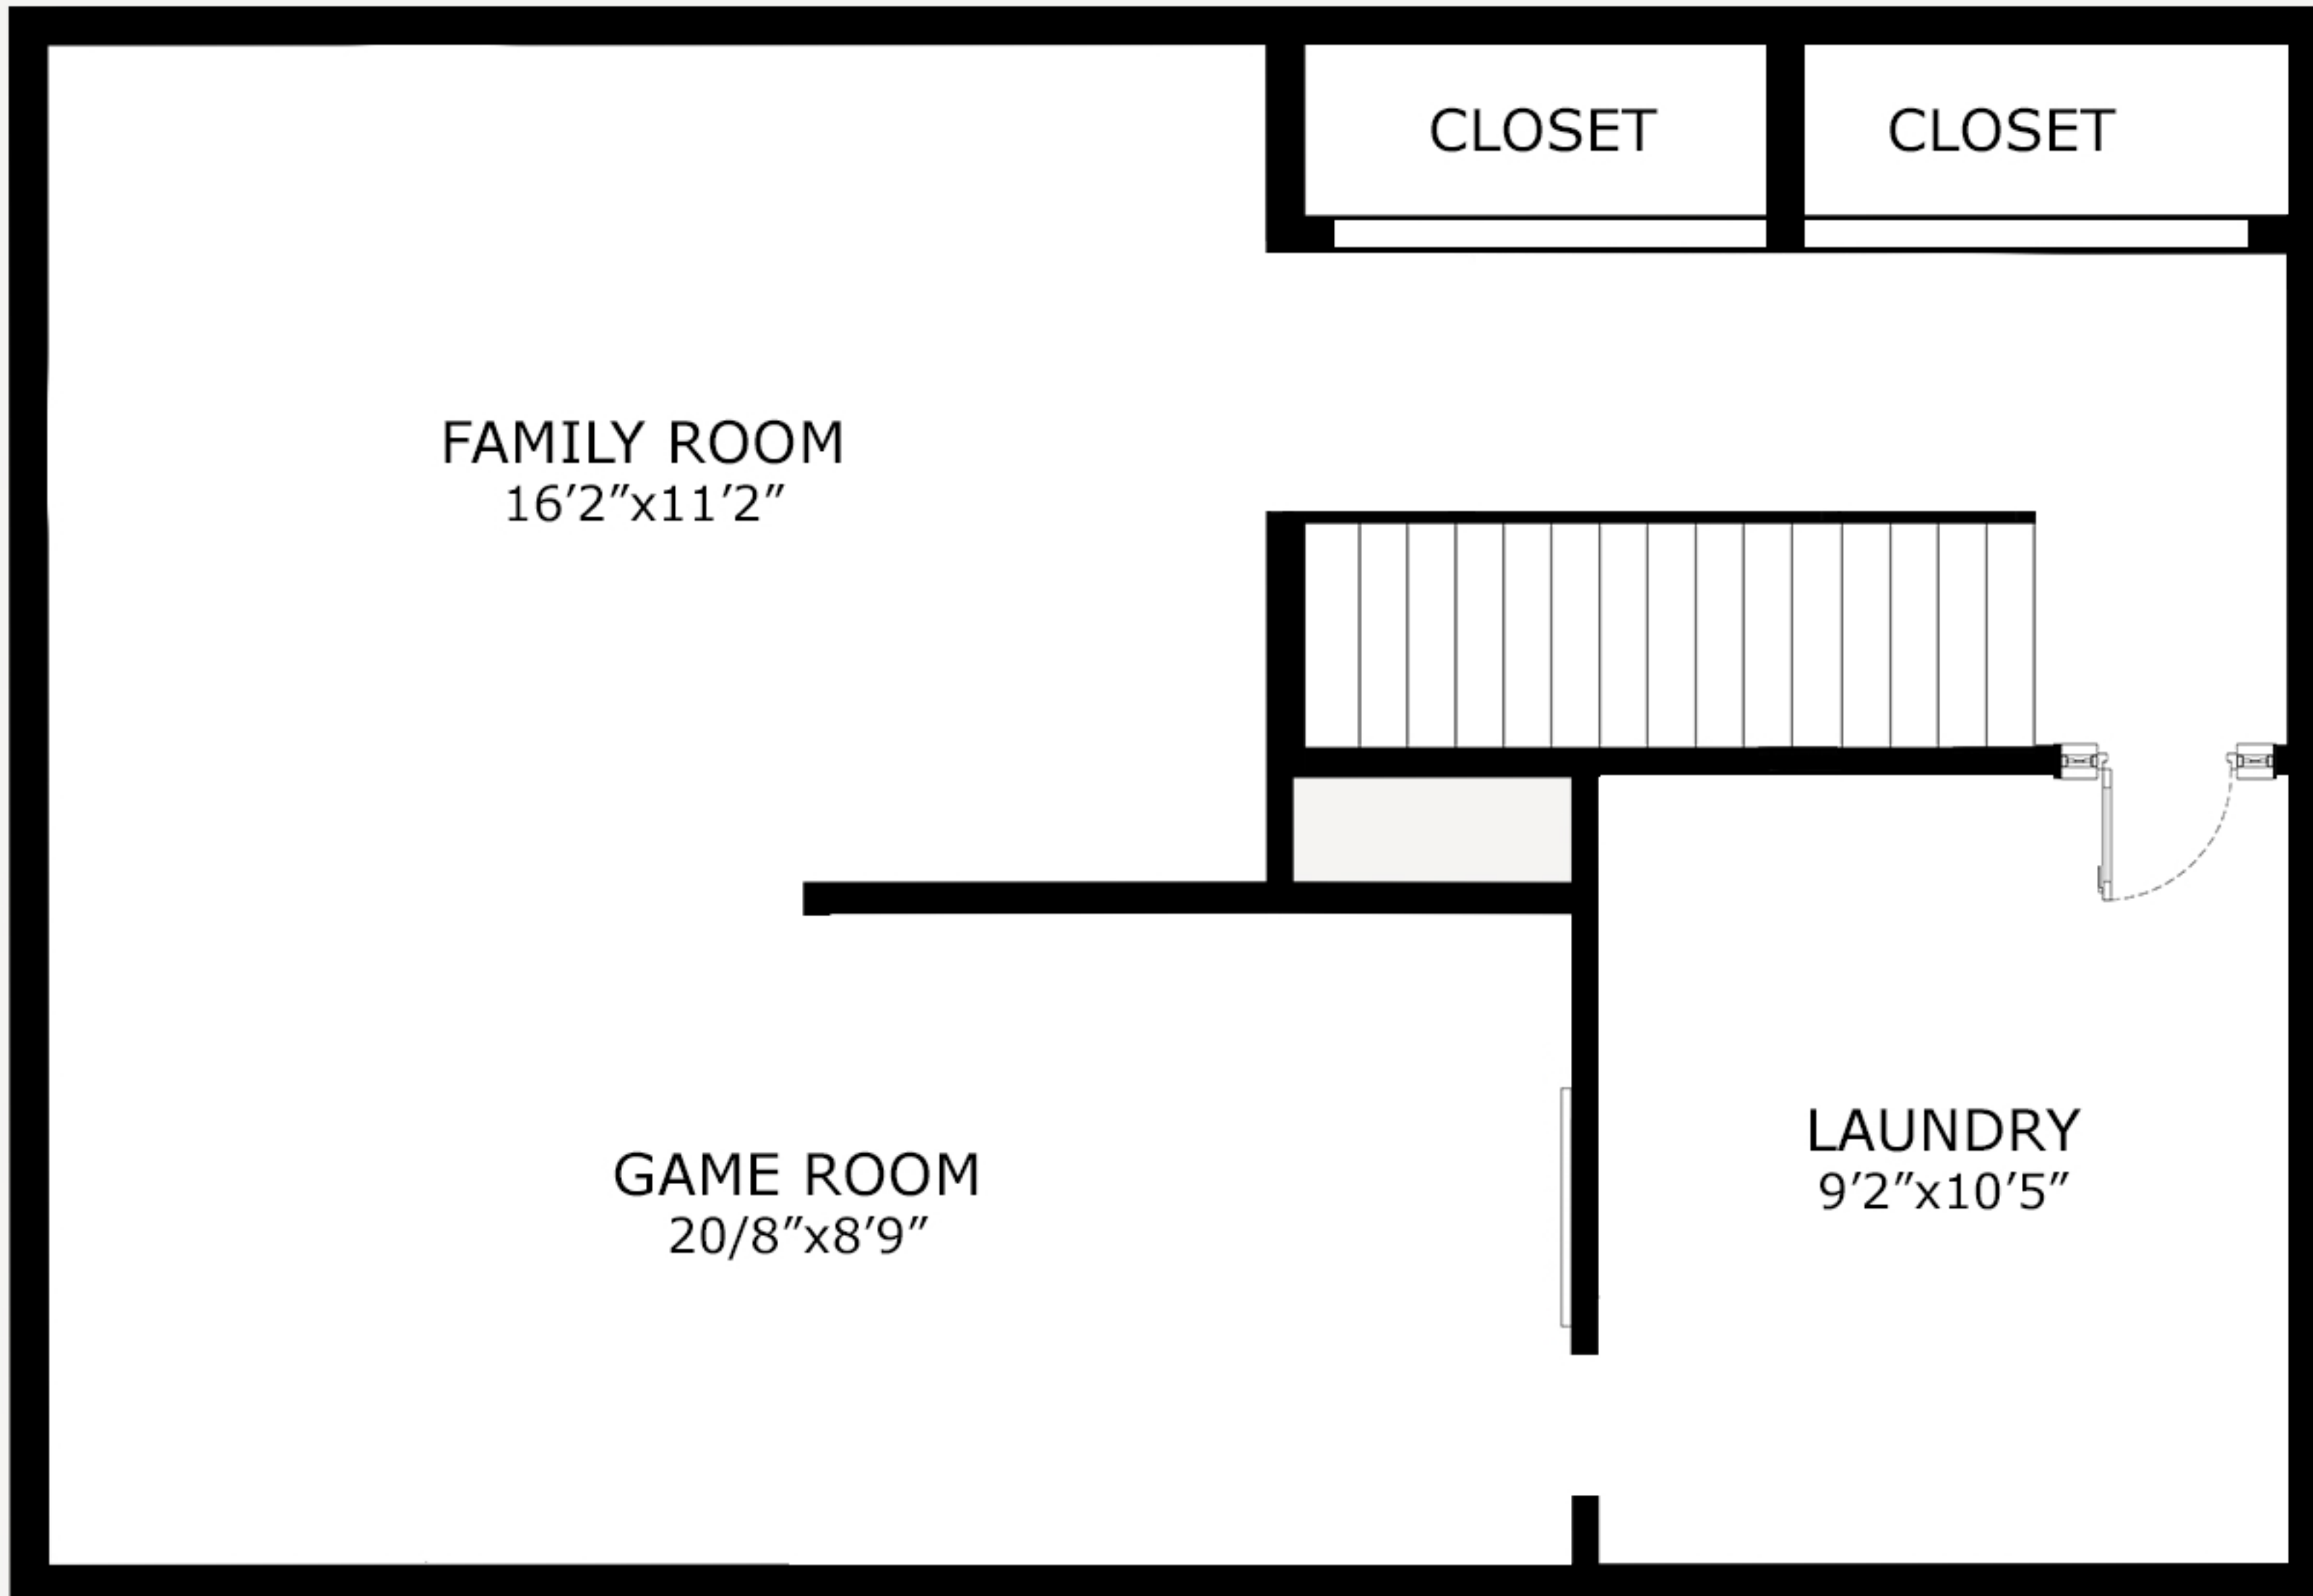 CLOSET
CLOSET
FAMILY ROOM
16′2″x11′2″
GAME ROOM
20/8″x8′9″
LAUNDRY
9′2″x10′5″